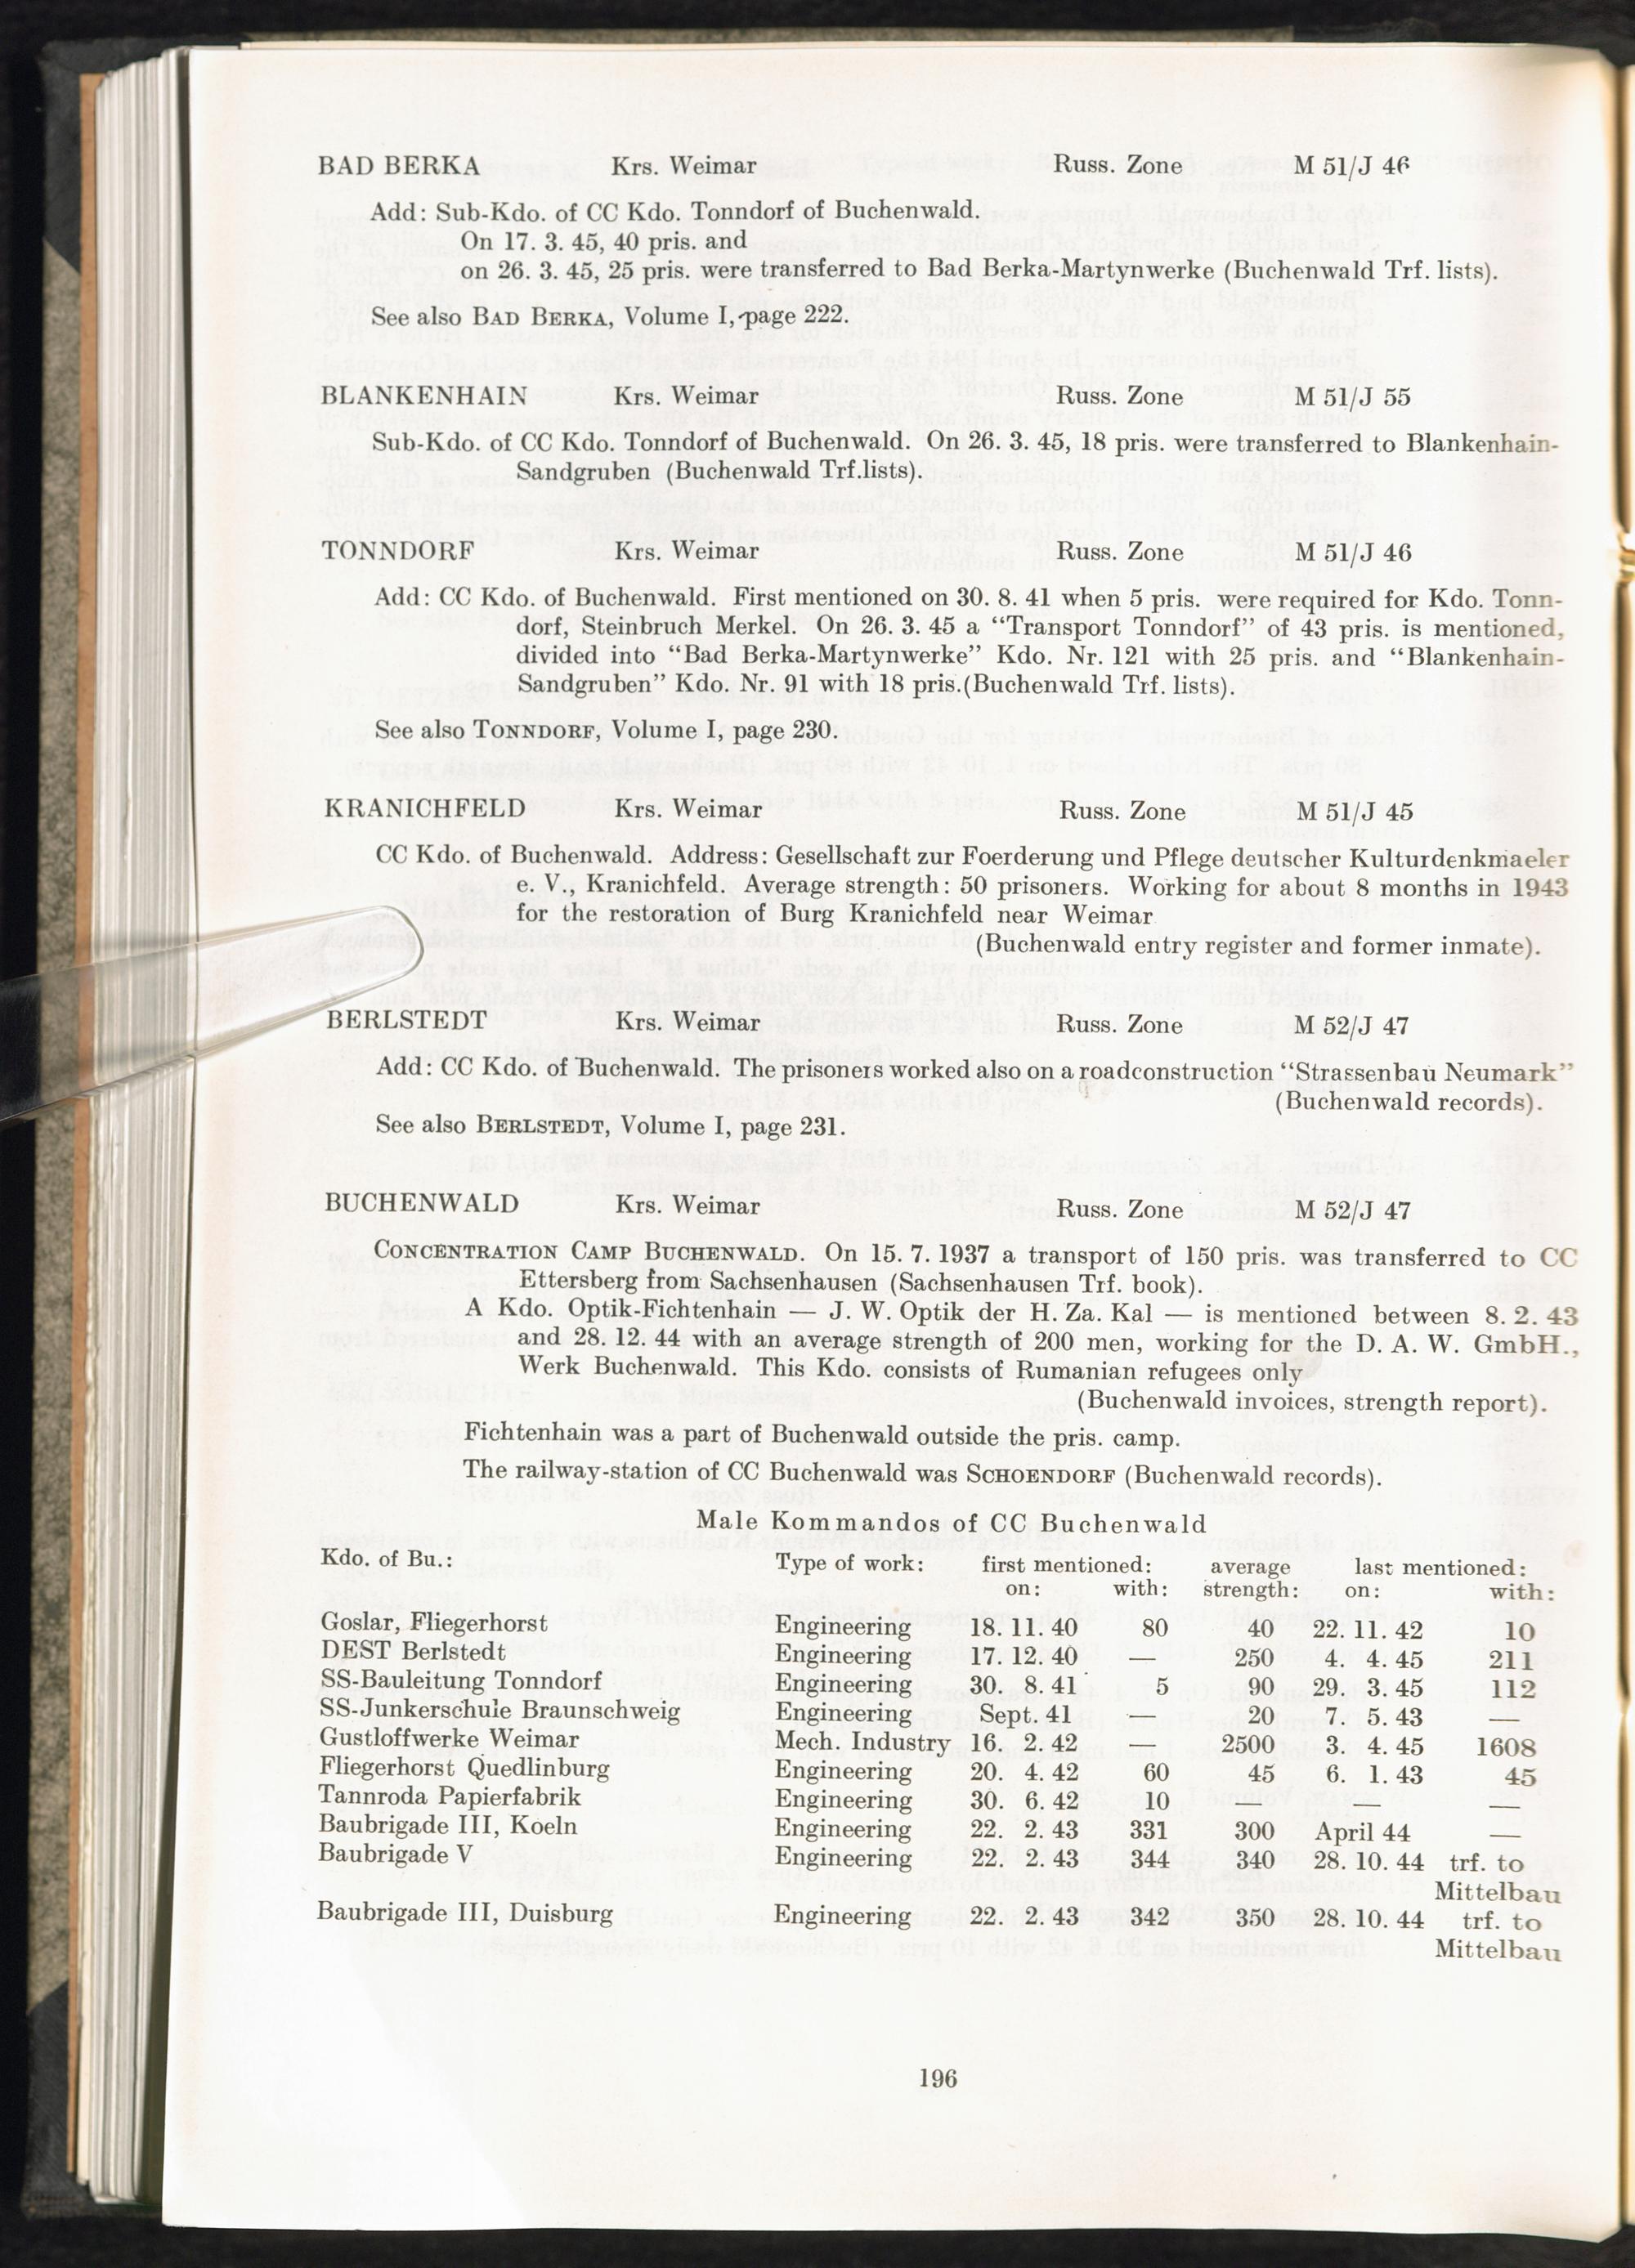 BAD BERKA Krs. Weimar Russ. Zone M 51/J 46
Add: Sub-Kdo. of CC Kdo. Tonndorf of Buchenwald.
On 17. 3. 45, 40 pris. and
on 26. 3. 45, 25 pris. were transferred to Bad Berka-Martynwerke (Buchenwald Trf. lists).
See also BAD BERKA, Volume I, page 222.
BLANKENHAIN Krs. Weimar Russ. Zone M 51/J 55
Sub-Kdo. of CC Kdo. Tonndorf of Buchenwald. On 26. 3. 45, 18 pris. were transferred to Blankenhain-
Sandgruben (Buchenwald Trf.lists).
TONNDORF Krs. Weimar Russ. Zone M 51/J 46
Add: CC Kdo. of Buchenwald. First mentioned on 30. 8. 41 when 5 pris. were required for Kdo. Tonn-
dorf, Steinbruch Merkel. On 26. 3. 45 a “Transport Tonndorf” of 43 pris. is mentioned,
divided into “Bad Berka-Martynwerke” Kdo. Nr. 121 with 25 pris. and “Blankenhain-
Sandgruben” Kdo. Nr. 91 with 18 pris.(Buchenwald Trf. lists).
See also TONNDORF, Volume I, page 230.
KRANICHFELD Krs. Weimar Russ. Zone M 51/J 45
CC Kdo. of Buchenwald. Address: Gesellschaft zur Foerderung und Pflege deutscher Kulturdenkmaeler
e. V., Kranichfeld. Average strength: 50 prisoners. Working for about 8 months in 1943
for the restoration of Burg Kranichfeld near Weimar
(Buchenwald entry register and former inmate).
BERLSTEDT Krs. Weimar Russ. Zone M 52/J 47
Add: CC Kdo. of Buchenwald. The prisoners worked also on a roadconstruction “Strassenbau Neumark”
(Buchenwald records).
See also BERLSTEDT, Volume I, page 231.
BUCHENWALD Krs. Weimar Russ. Zone M 52/J 47
CONCENTRATION CAMP BUCHENWALD. On 15. 7. 1937 a transport of 150 pris. was transferred to CC
Ettersberg from Sachsenhausen (Sachsenhausen Trf. book).
A Kdo. Optik-Fichtenhain — J. W. Optik der H. Za. Kal — is mentioned between 8. 2. 43
and 28. 12. 44 with an average strength of 200 men, working for the D. A. W. GmbH.,
Werk Buchenwald. This Kdo. consists of Rumanian refugees only
(Buchenwald invoices, strength report).
Fichtenhain was a part of Buchenwald outside the pris. camp.
The railway-station of CC Buchenwald was SCHOENDORF (Buchenwald records).
Male Kommandos of CC Buchenwald
Kdo. of Bu.: Type of work: first mentioned: average last mentioned:
on: with: strength: on: with:
Goslar, Fliegerhorst Engineering 18. 11. 40 80 40 22. 11. 42 10
DEST Berlstedt Engineering 17. 12. 40 — 250 4. 4. 45 211
SS-Bauleitung Tonndorf Engineering 30. 8. 41 5 90 29. 3. 45 112
SS-Junkerschule Braunschweig Engineering Sept. 41 — 20 7. 5. 43 —
Gustloffwerke Weimar Mech. Industry 16. 2. 42 — 2500 3. 4. 45 1608
Fliegerhorst Quedlinburg Engineering 20. 4. 42 60 45 6. 1. 43 45
Tannroda Papierfabrik Engineering 30. 6. 42 10 — — —
Baubrigade III, Koeln Engineering 22. 2. 43 331 300 April 44 —
Baubrigade V Engineering 22. 2. 43 344 340 28. 10. 44 trf. to
Mittelbau
Baubrigade III, Duisburg Engineering 22. 2. 43 342 350 28. 10. 44 trf. to
Mittelbau
196